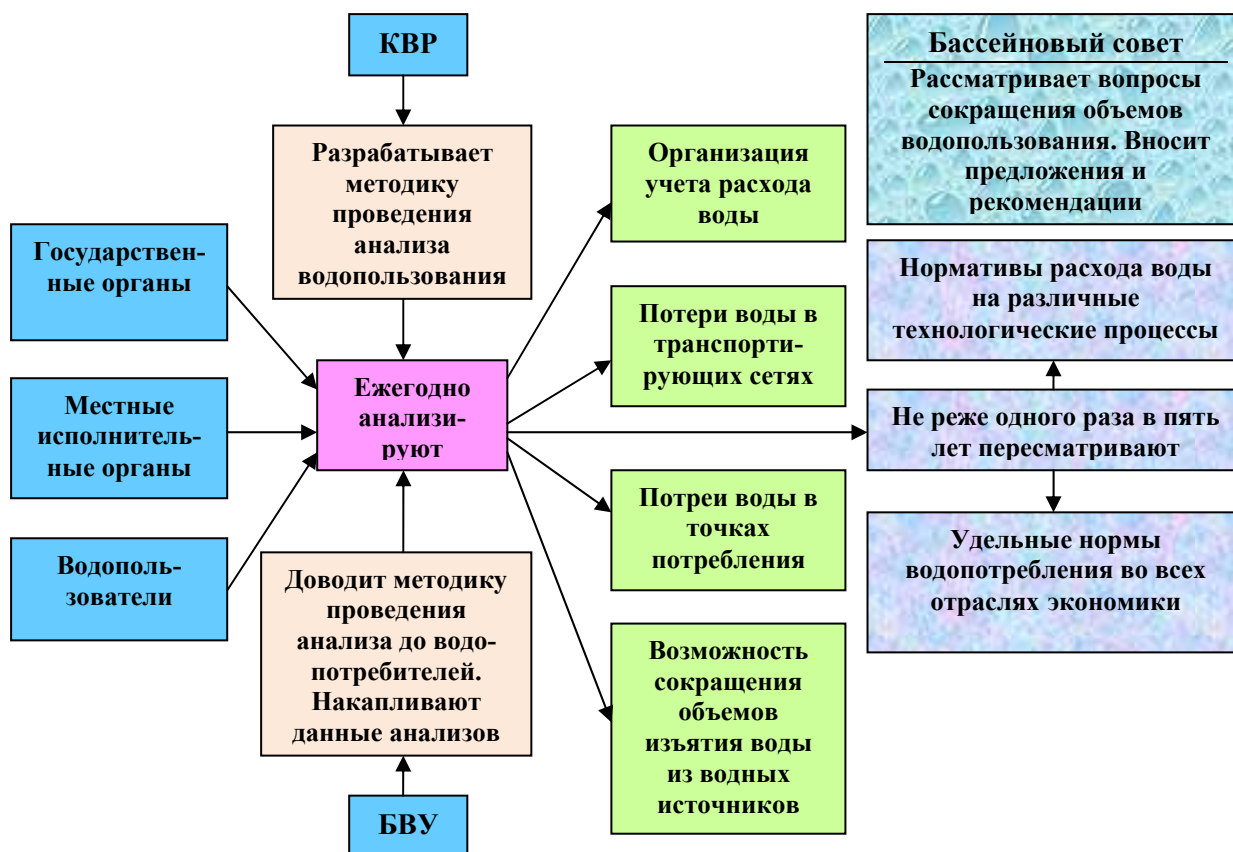 КВР
Разрабатывает
методику
проведения
анализа
водопользования
Государствен-
ные органы
Местные
исполнитель-
ные органы
Водополь-
зователи
Ежегодно
анализи-
руют
Доводит методику
проведения
анализа до водо-
потребителей.
Накапливают
данные анализов
БВУ
Организация
учета расхода
воды
Потери воды в
транспорти-
рующих сетях
Потреи воды в
точках
потребления
Возможность
сокращения
объемов
изъятия воды
из водных
источников
Бассейновый совет
Рассматривает вопросы
сокращения объемов
водопользования. Вносит
предложения и
рекомендации
Нормативы расхода воды
на различные
технологические процессы
Не реже одного раза в пять
лет пересматривают
Удельные нормы
водопотребления во всех
отраслях экономики